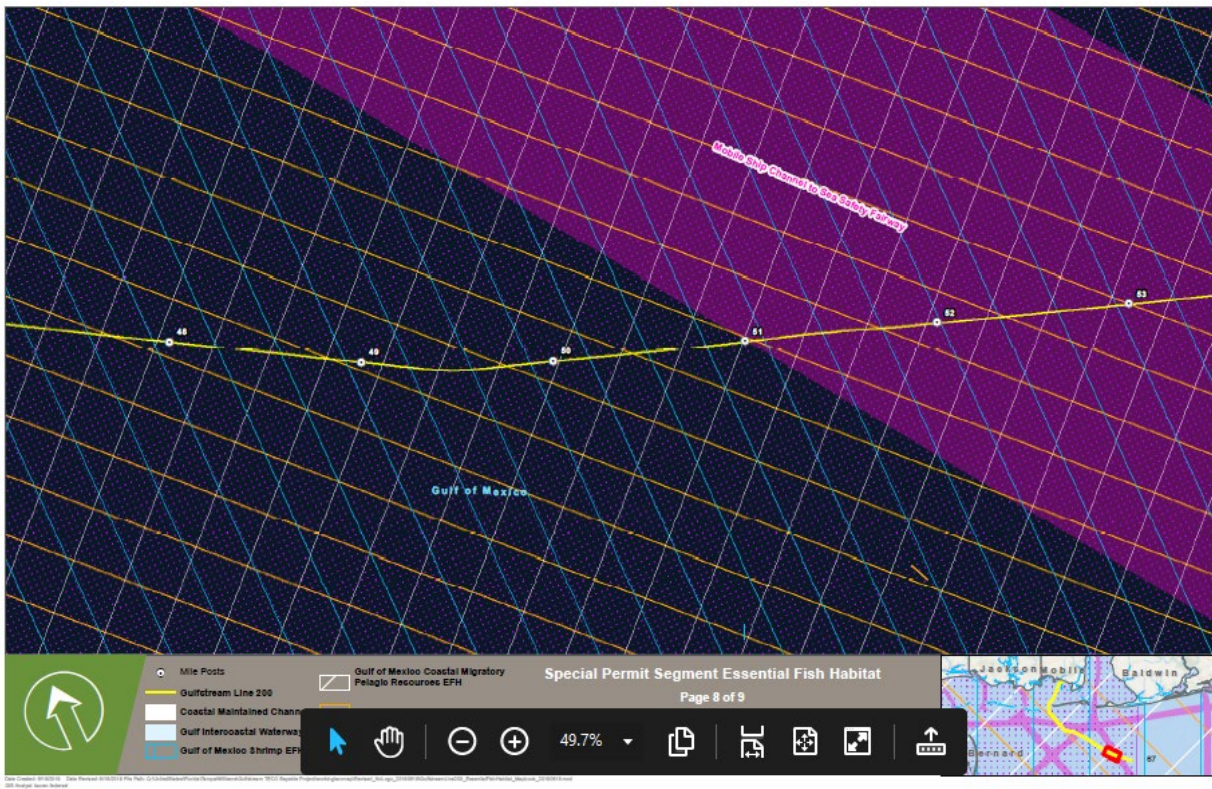 Mobile Ship Channel to Sea Safety Fairway
53
52
51
48
49
50
Gulf of Mexico
Mile Posts
Gulfstream Line 200
Coastal Maintained Chann
Gulf Intercoastal Waterway
Gulf of Mexico Shrimp EFH
Gulf of Mexico Coastal Migratory
Pelagic Resources EFH
Special Permit Segment Essential Fish Habitat
Page 8 of 9
49.7%
Jackson Mobile
Baldwin
Bernard
67